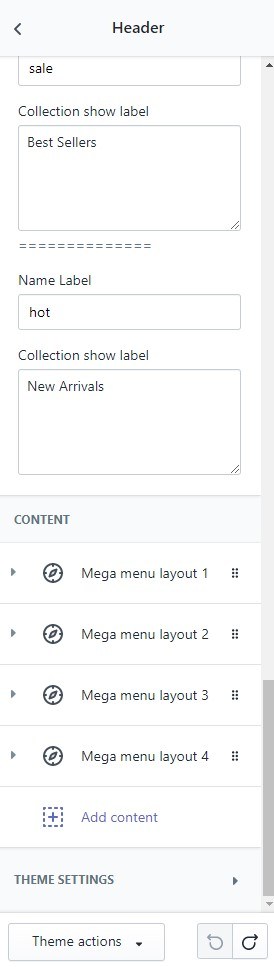 Header
sale
Collection show label
Best Sellers
==============
Name Label
hot
Collection show label
New Arrivals
CONTENT
Mega menu layout 1
Mega menu layout 2
Mega menu layout 3
Mega menu layout 4
Add content
THEME SETTINGS
Theme actions